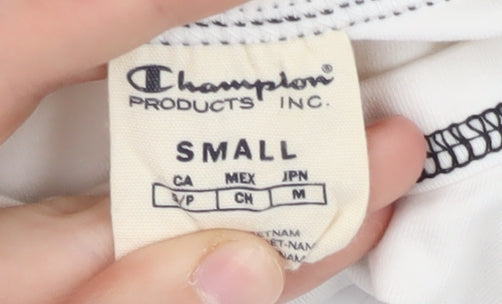 Champion®
PRODUCTS INC.
SMALL
CA MEX JPN
S/P CH M